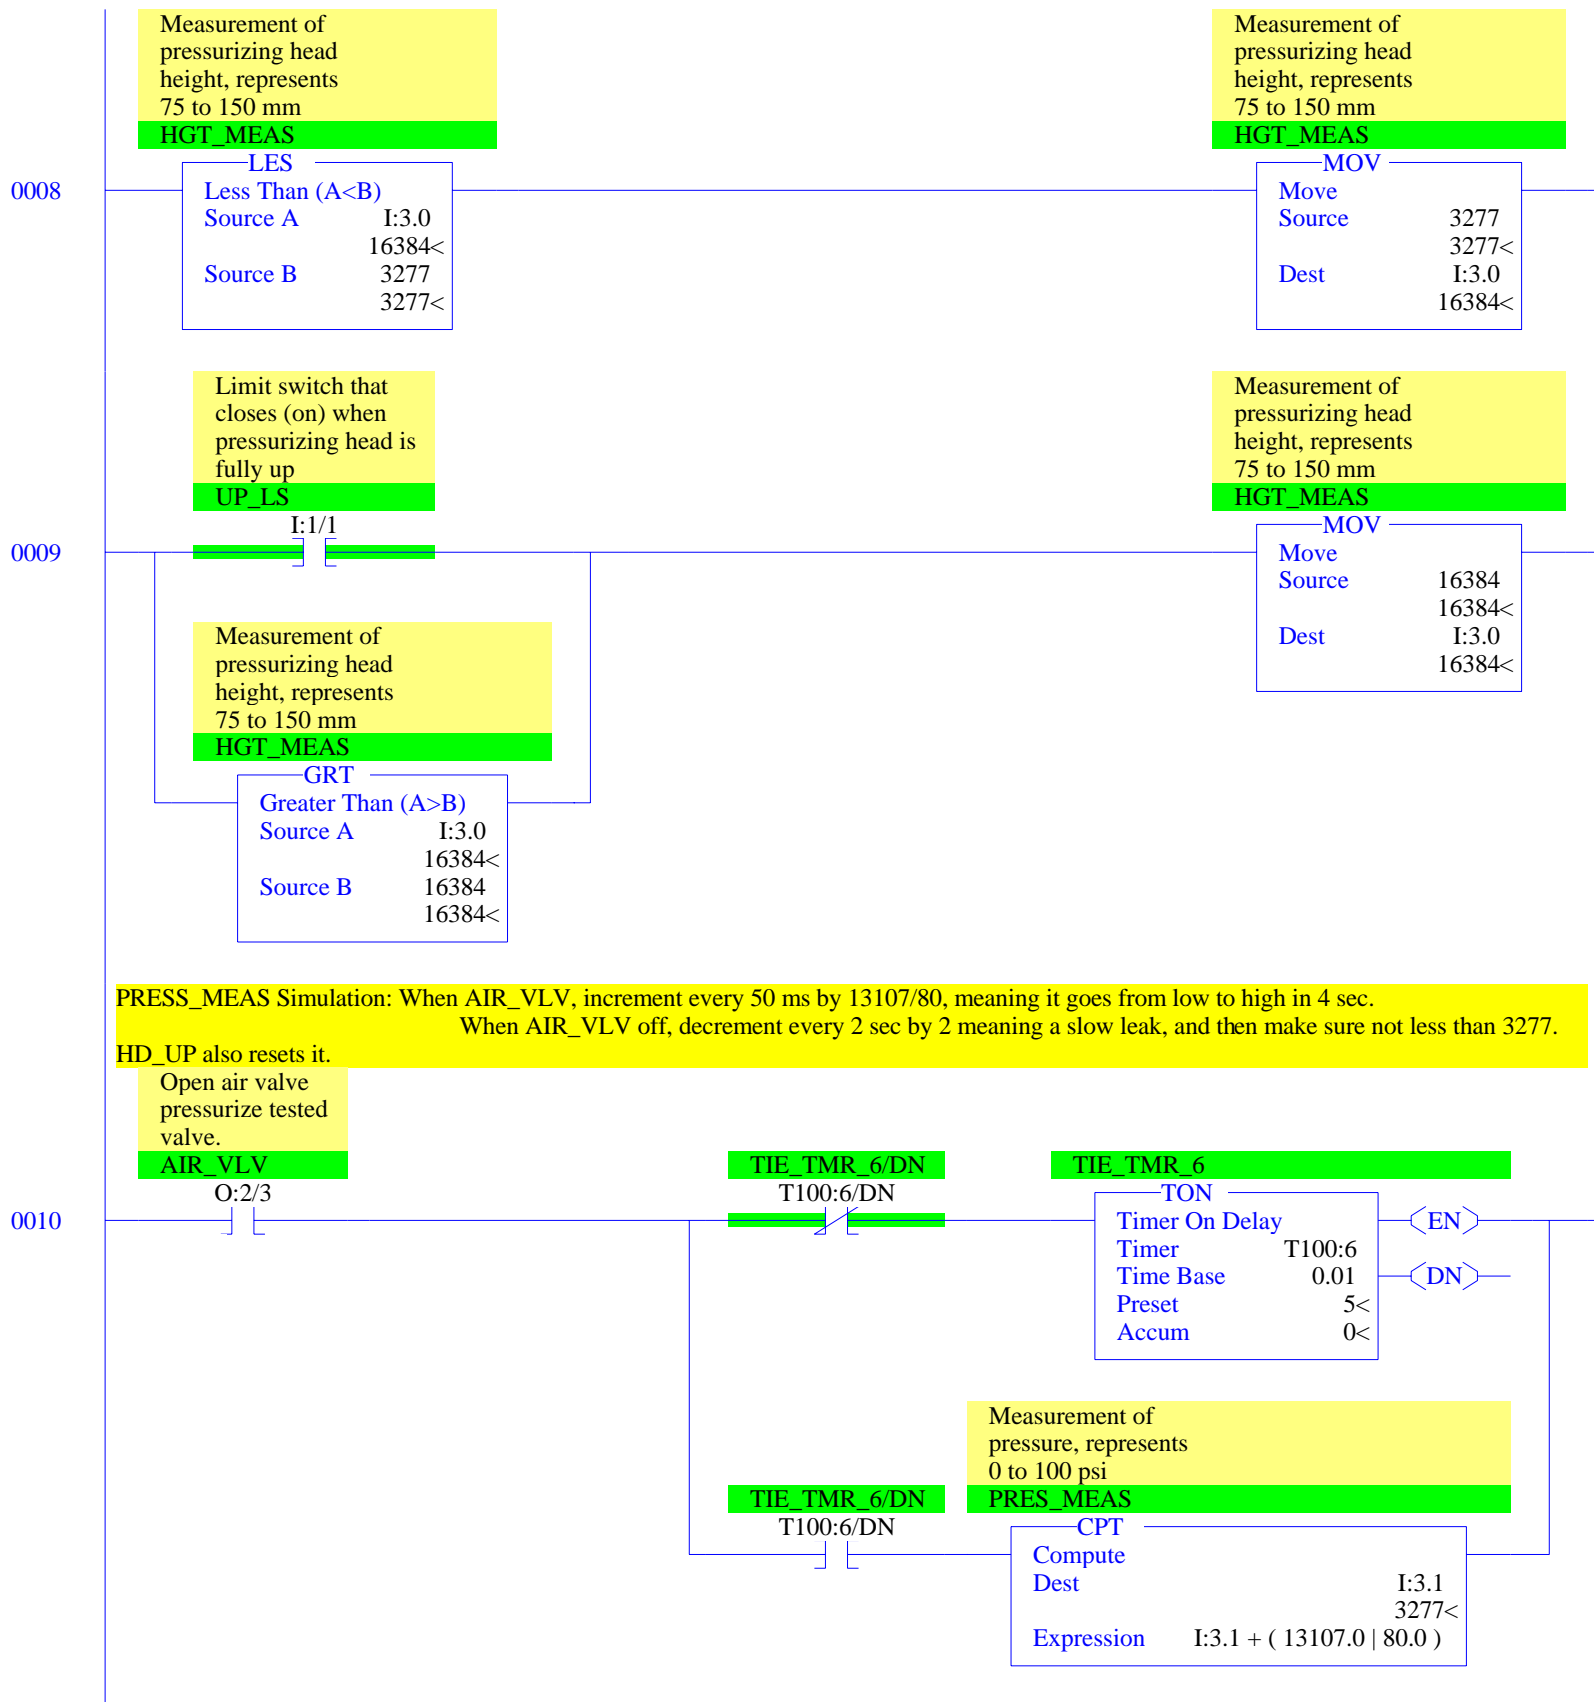 Measurement of
pressurizing head
height, represents
75 to 150 mm
HGT_MEAS
LES
Less Than (A<B)
Source A I:3.0
16384<
Source B 3277
3277<
Measurement of
pressurizing head
height, represents
75 to 150 mm
HGT_MEAS
MOV
Move
Source 3277
3277<
Dest I:3.0
16384<
0008
Limit switch that
closes (on) when
pressurizing head is
fully up
UP_LS
I:1/1
0009
Measurement of
pressurizing head
height, represents
75 to 150 mm
HGT_MEAS
MOV
Move
Source 16384
16384<
Dest I:3.0
16384<
Measurement of
pressurizing head
height, represents
75 to 150 mm
HGT_MEAS
GRT
Greater Than (A>B)
Source A I:3.0
16384<
Source B 16384
16384<
PRESS_MEAS Simulation: When AIR_VLV, increment every 50 ms by 13107/80, meaning it goes from low to high in 4 sec.
When AIR_VLV off, decrement every 2 sec by 2 meaning a slow leak, and then make sure not less than 3277.
HD_UP also resets it.
Open air valve
pressurize tested
valve.
AIR_VLV
O:2/3
0010
TIE_TMR_6/DN
T100:6/DN
TIE_TMR_6
TON
Timer On Delay
Timer T100:6
Time Base 0.01
Preset 5<
Accum 0<
EN
DN
TIE_TMR_6/DN
T100:6/DN
Measurement of
pressure, represents
0 to 100 psi
PRES_MEAS
CPT
Compute
Dest I:3.1
3277<
Expression I:3.1 + ( 13107.0 | 80.0 )